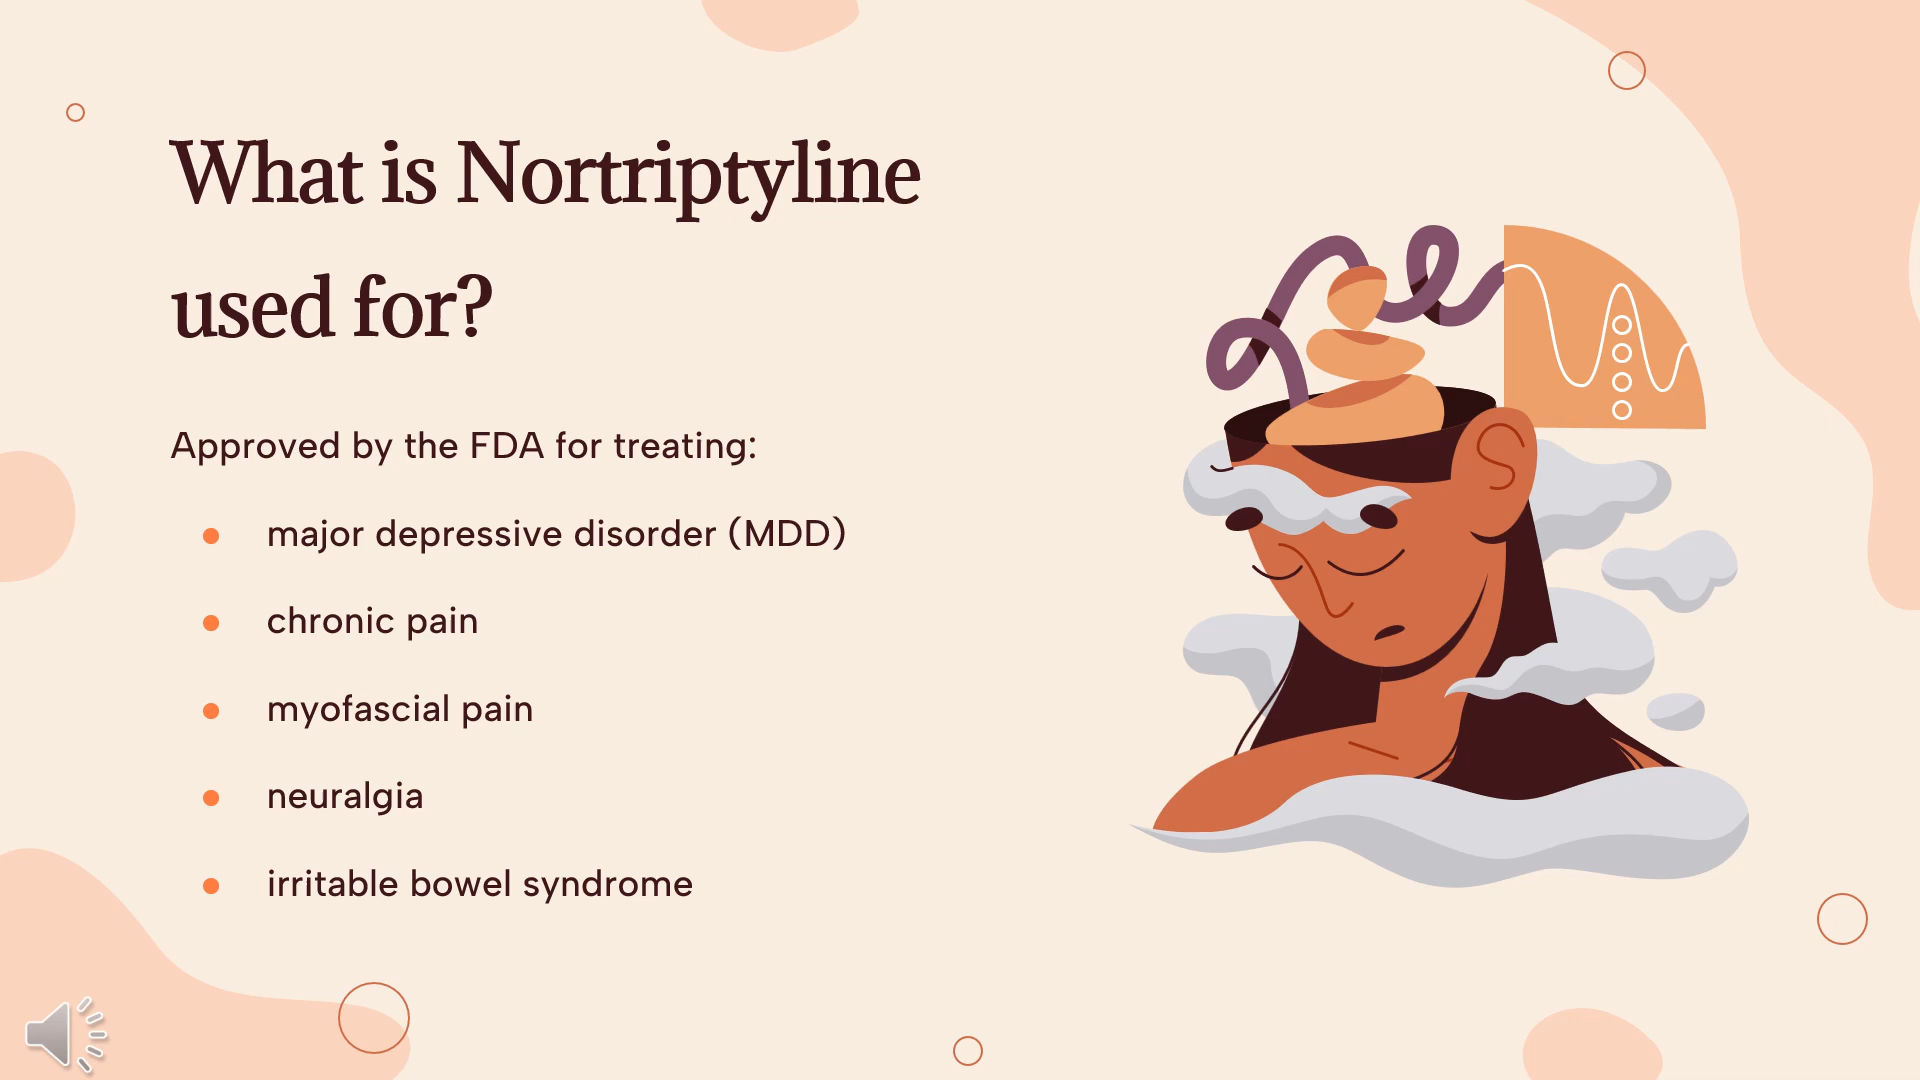 What is Nortriptyline
used for?
Approved by the FDA for treating:
major depressive disorder (MDD)
chronic pain
myofascial pain
neuralgia
irritable bowel syndrome